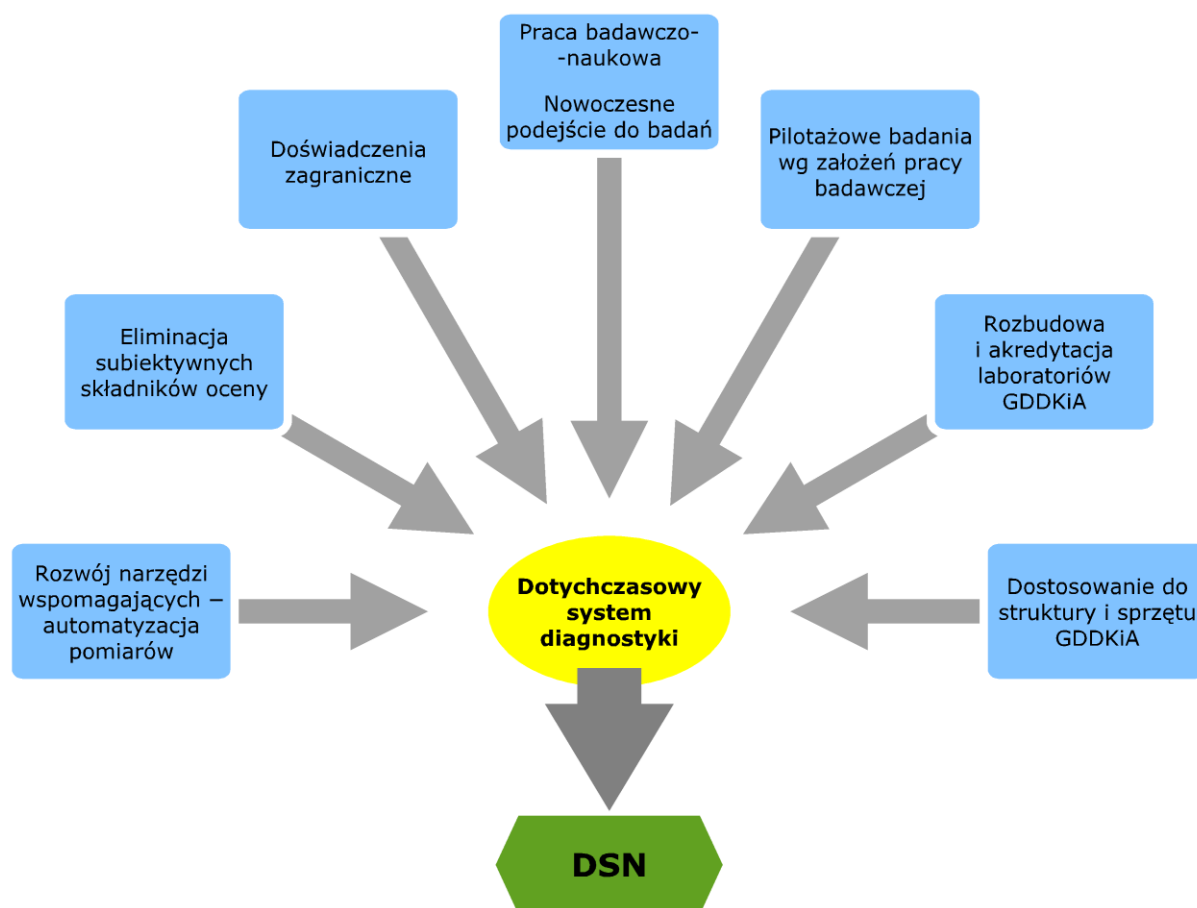 Praca badawczo-
-naukowa
Nowoczesne
podejście do badań
Doświadczenia
zagraniczne
Pilotażowe badania
wg założeń pracy
badawczej
Eliminacja
subiektywnych
składników oceny
Rozbudowa
i akredytacja
laboratoriów
GDDKiA
Rozwój narzędzi
wspomagających –
automatyzacja
pomiarów
Dotychczasowy
system
diagnostyki
Dostosowanie do
struktury i sprzętu
GDDKiA
DSN